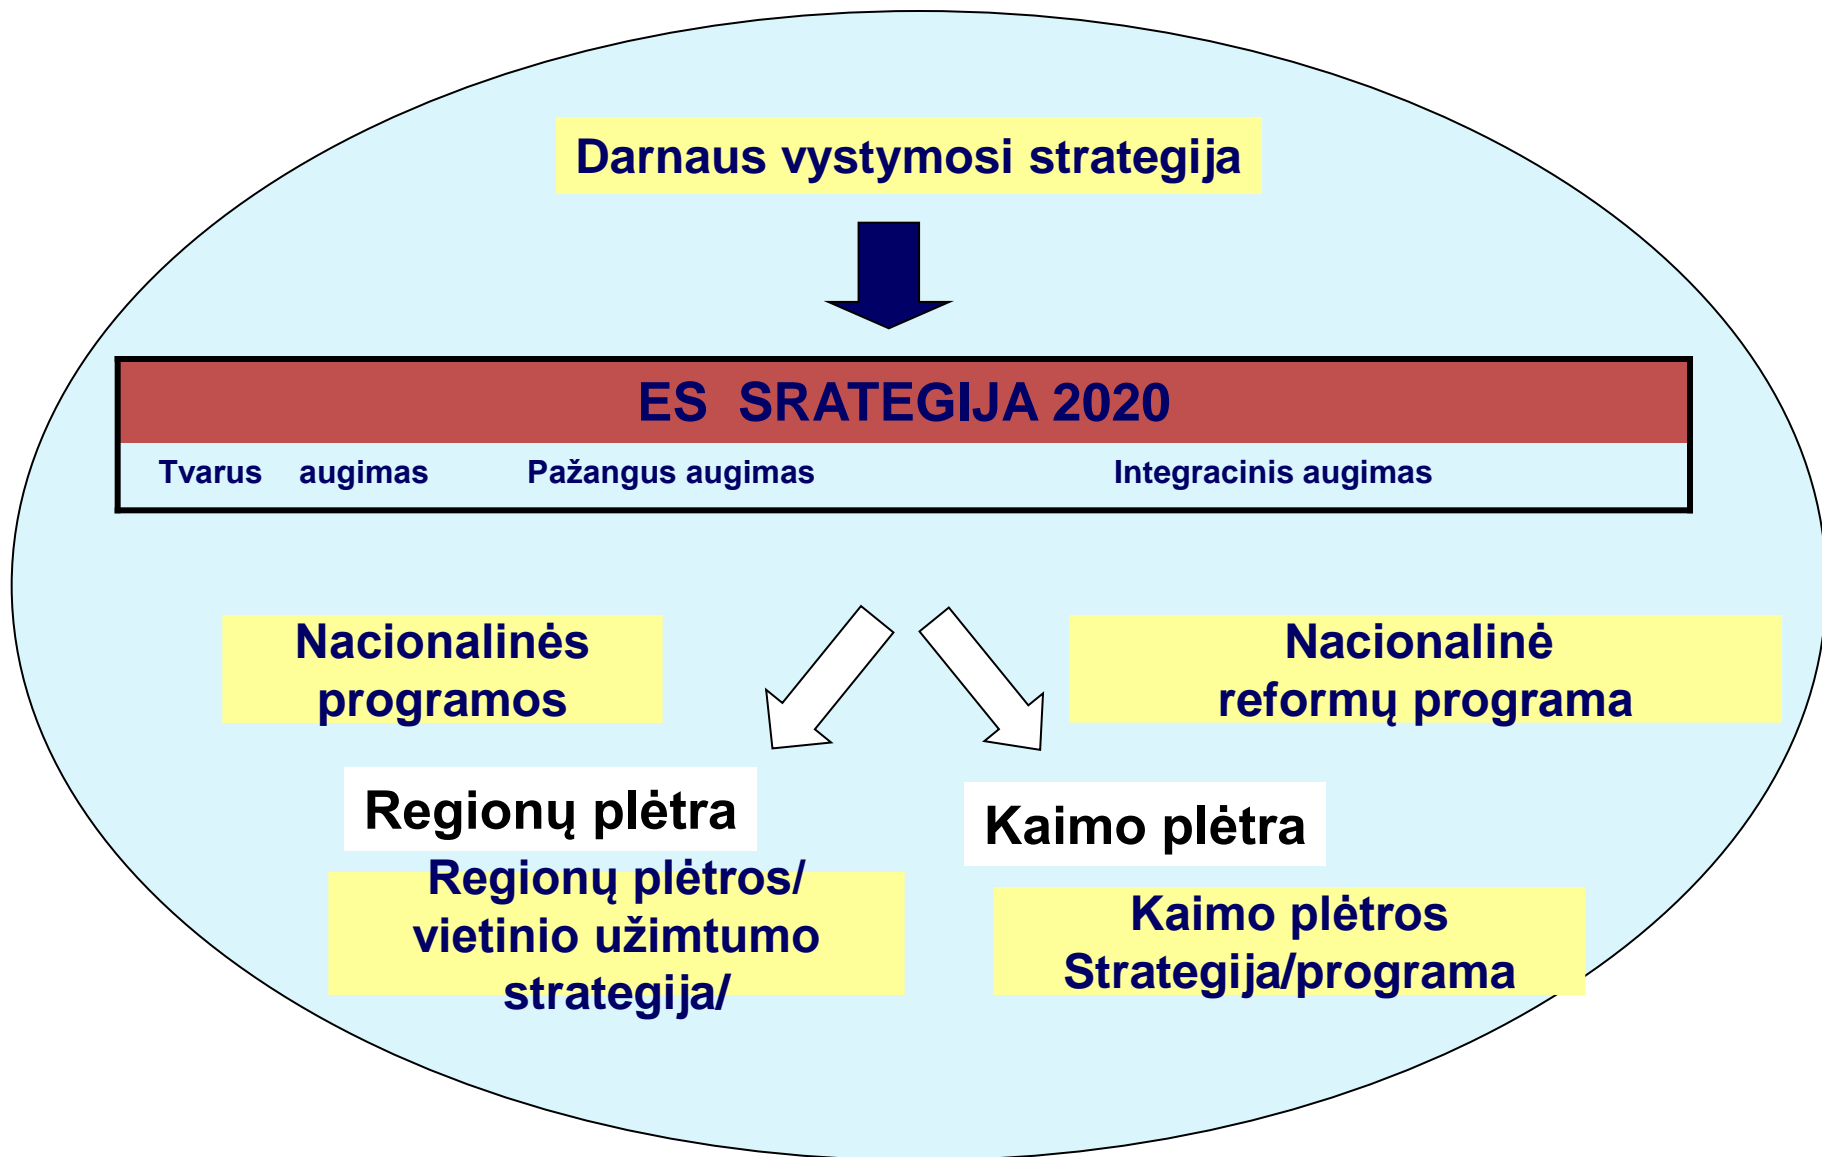 Darnaus vystymosi strategija
ES SRATEGIJA 2020
Tvarus augimas Pažangus augimas Integracinis augimas
Nacionalinės
programos
Nacionalinė
reformų programa
Regionų plėtra
Kaimo plėtra
Regionų plėtros/
vietinio užimtumo
strategija/
Kaimo plėtros
Strategija/programa